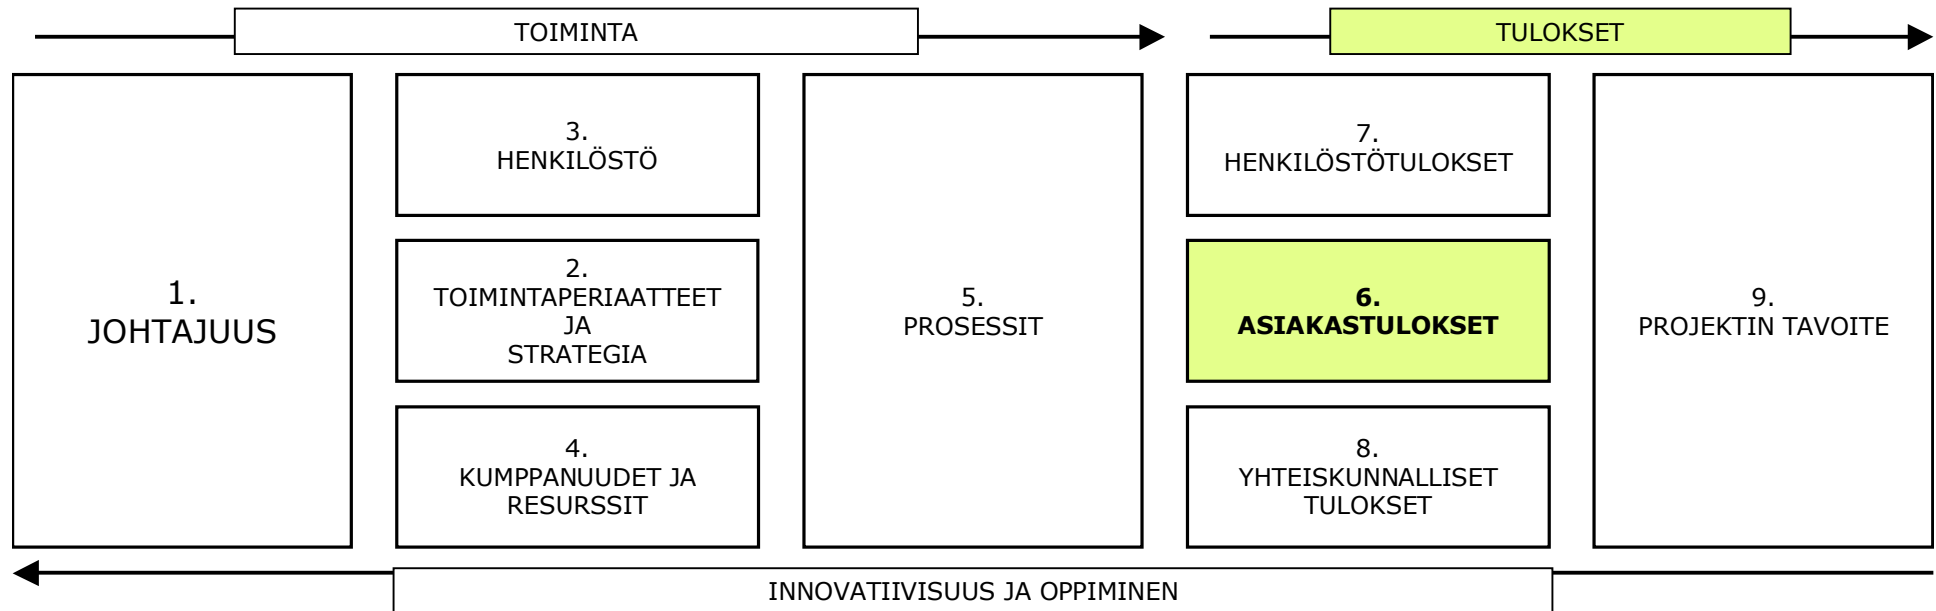 TOIMINTA
TULOKSET
1.
JOHTAJUUS
3.
HENKILÖSTÖ
2.
TOIMINTAPERIAATTEET
JA
STRATEGIA
4.
KUMPPANUUDET JA
RESURSSIT
5.
PROSESSIT
7.
HENKILÖSTÖTULOKSET
6.
ASIAKASTULOKSET
8.
YHTEISKUNNALLISET
TULOKSET
9.
PROJEKTIN TAVOITE
INNOVATIIVISUUS JA OPPIMINEN